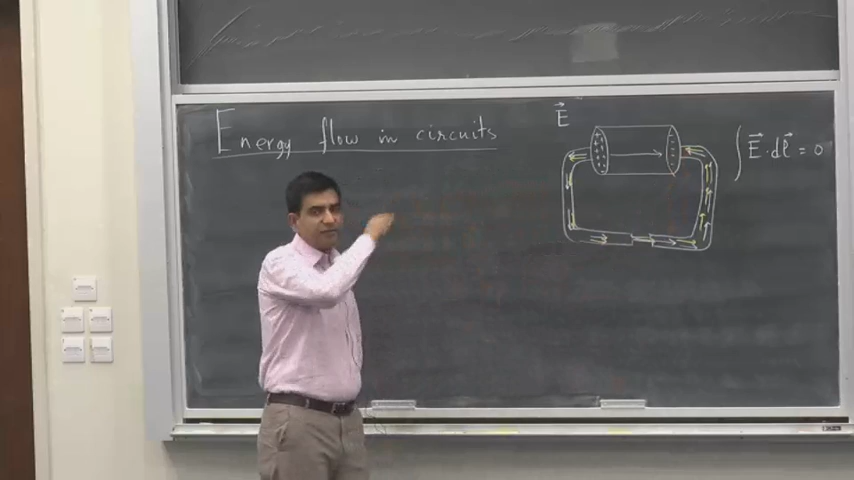 Energy flow in circuits
E⃗
+ + + + + + + - - - - -
∫ E⃗ · dl⃗ = 0